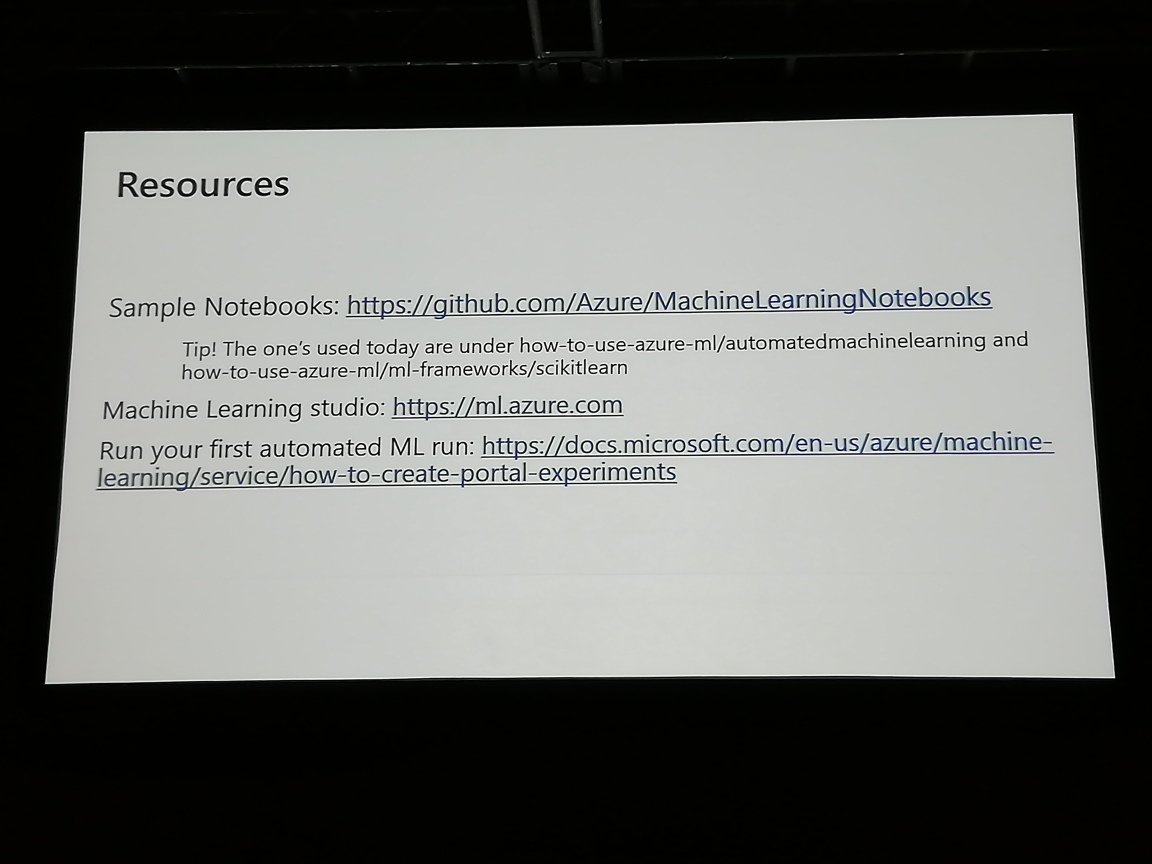 Resources
Sample Notebooks: https://github.com/Azure/MachineLearningNotebooks
Tip! The one's used today are under how-to-use-azure-ml/automatedmachinelearning and
how-to-use-azure-ml/ml-frameworks/scikitlearn
Machine Learning studio: https://ml.azure.com
Run your first automated ML run: https://docs.microsoft.com/en-us/azure/machine-
learning/service/how-to-create-portal-experiments